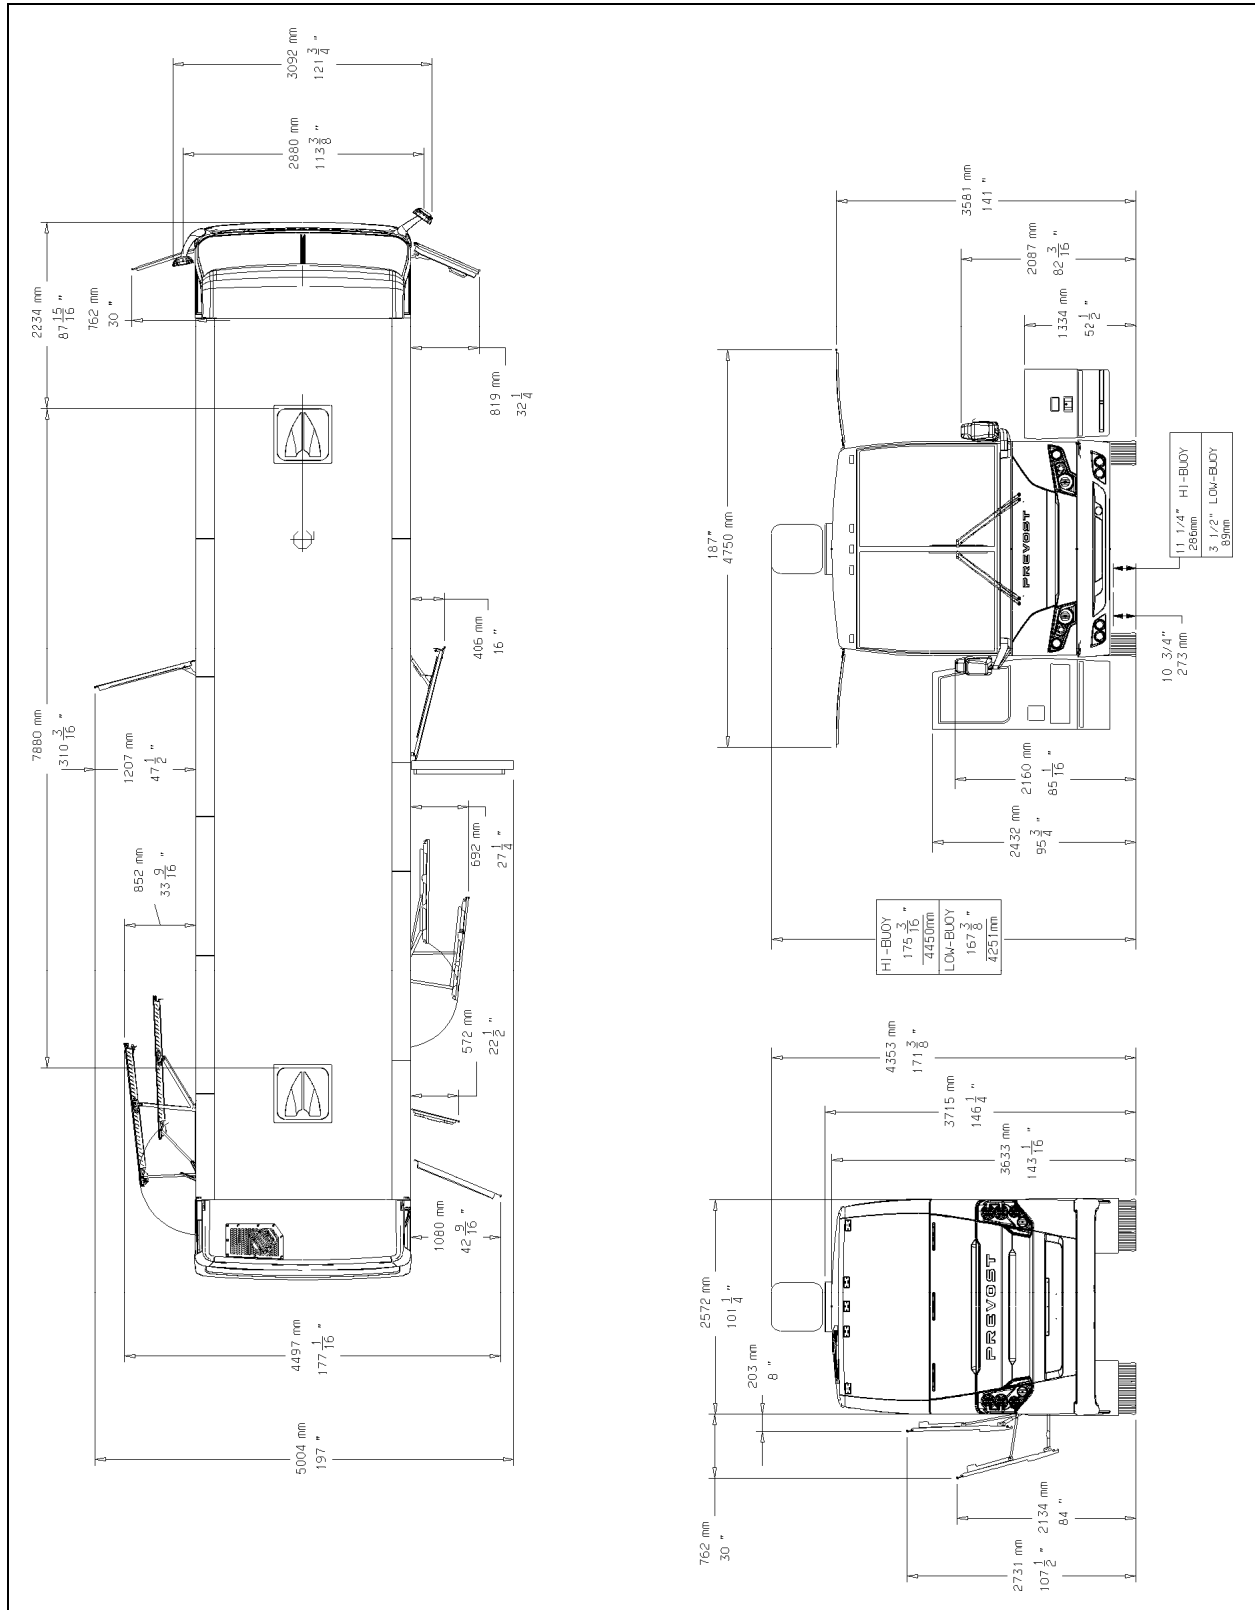 3092 mm
121 3/4 "
2880 mm
113 3/8 "
2234 mm
87 15/16 "
762 mm
30 "
819 mm
32 1/4 "
406 mm
16 "
7880 mm
310 3/16 "
1207 mm
47 1/2 "
852 mm
33 9/16 "
692 mm
27 1/4 "
572 mm
22 1/2 "
1080 mm
42 9/16 "
4497 mm
177 1/16 "
5004 mm
197 "
3581 mm
141 "
2087 mm
82 3/16 "
1334 mm
52 1/2 "
187"
4750 mm
PREVOST
11 1/4" HI-BUOY
286mm
3 1/2" LOW-BUOY
89mm
10 3/4"
273 mm
2160 mm
85 1/16 "
2432 mm
95 3/4 "
HI-BUOY
175 3/16 "
4450mm
LOW-BUOY
167 3/8 "
4251mm
4353 mm
171 3/8 "
3715 mm
146 1/4 "
3633 mm
143 1/16 "
2572 mm
101 1/4 "
203 mm
8 "
PREVOST
762 mm
30 "
2134 mm
84 "
2731 mm
107 1/2 "